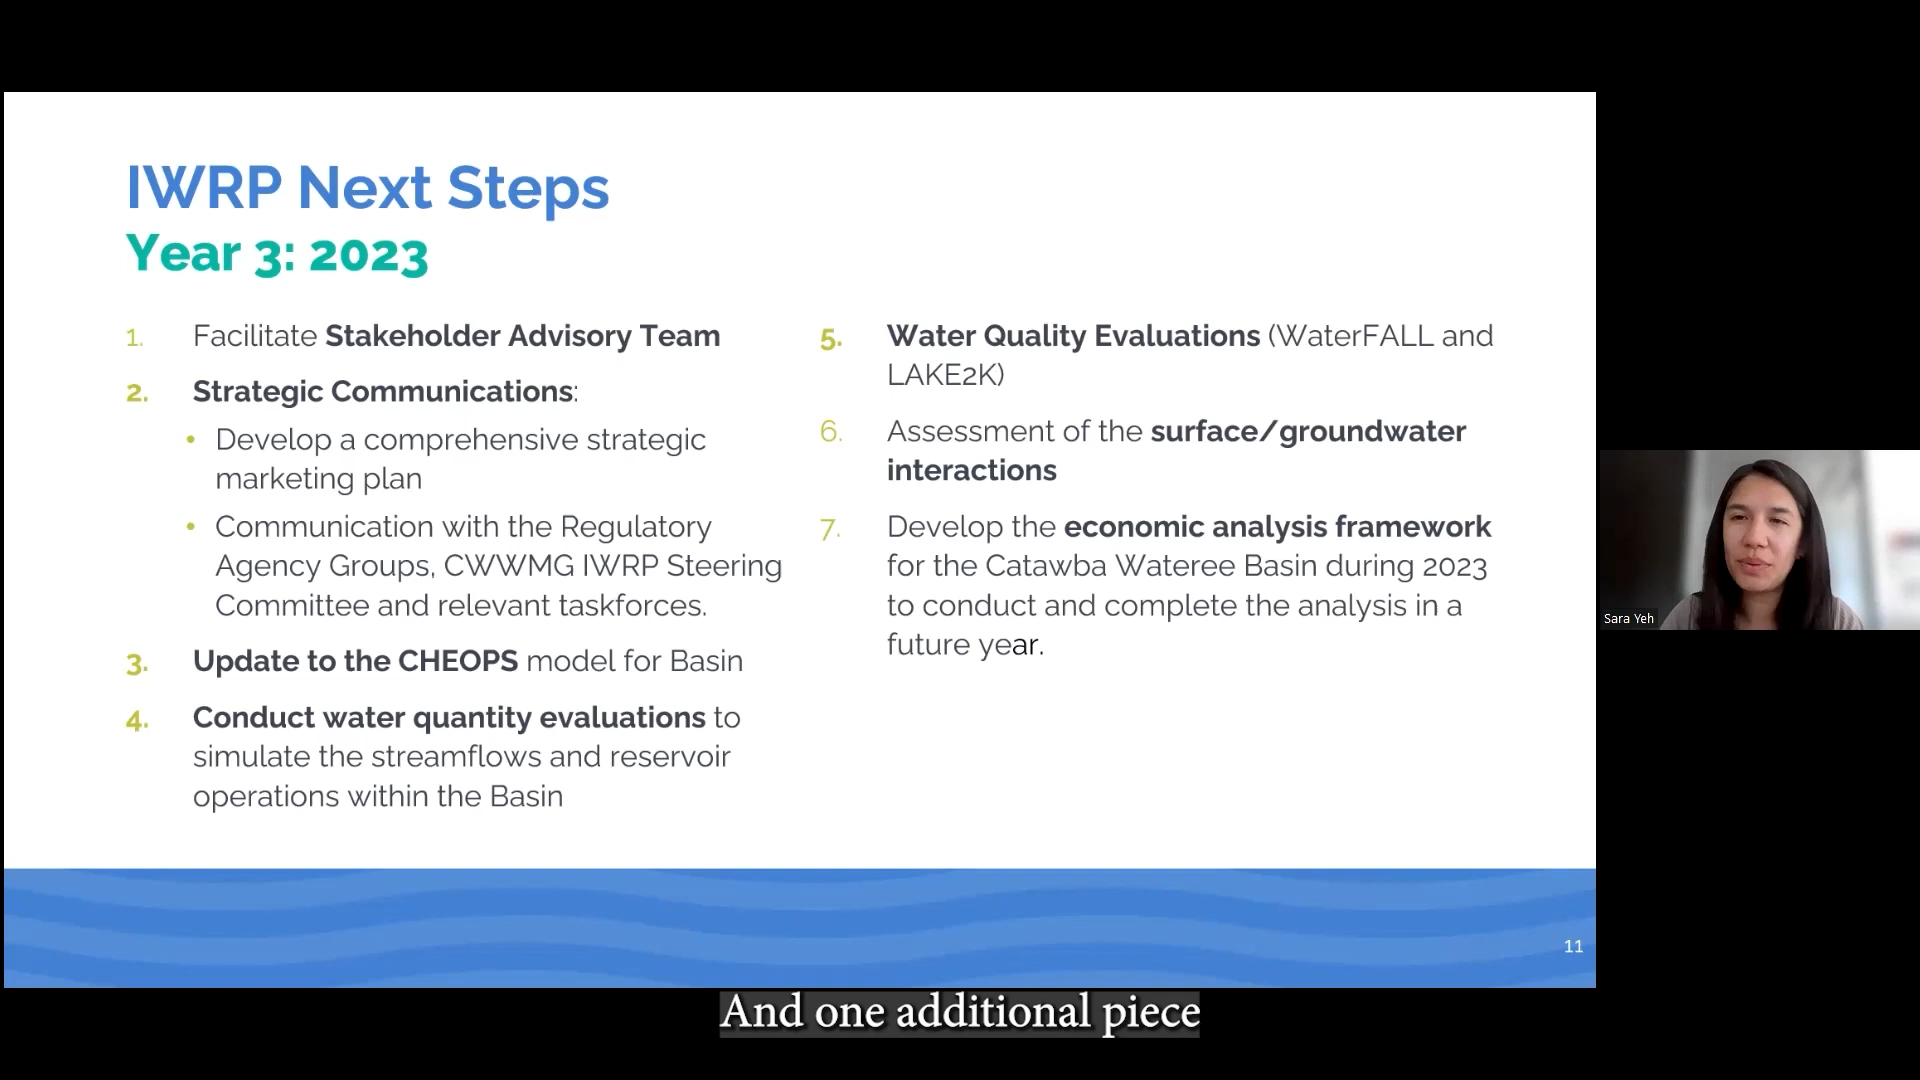 IWRP Next Steps
Year 3: 2023
1. Facilitate Stakeholder Advisory Team
2. Strategic Communications:
• Develop a comprehensive strategic
marketing plan
• Communication with the Regulatory
Agency Groups, CWWMG IWRP Steering
Committee and relevant taskforces.
3. Update to the CHEOPS model for Basin
4. Conduct water quantity evaluations to
simulate the streamflows and reservoir
operations within the Basin
5. Water Quality Evaluations (WaterFALL and
LAKE2K)
6. Assessment of the surface/groundwater
interactions
7. Develop the economic analysis framework
for the Catawba Wateree Basin during 2023
to conduct and complete the analysis in a
future year.
11
Sara Yeh
And one additional piece